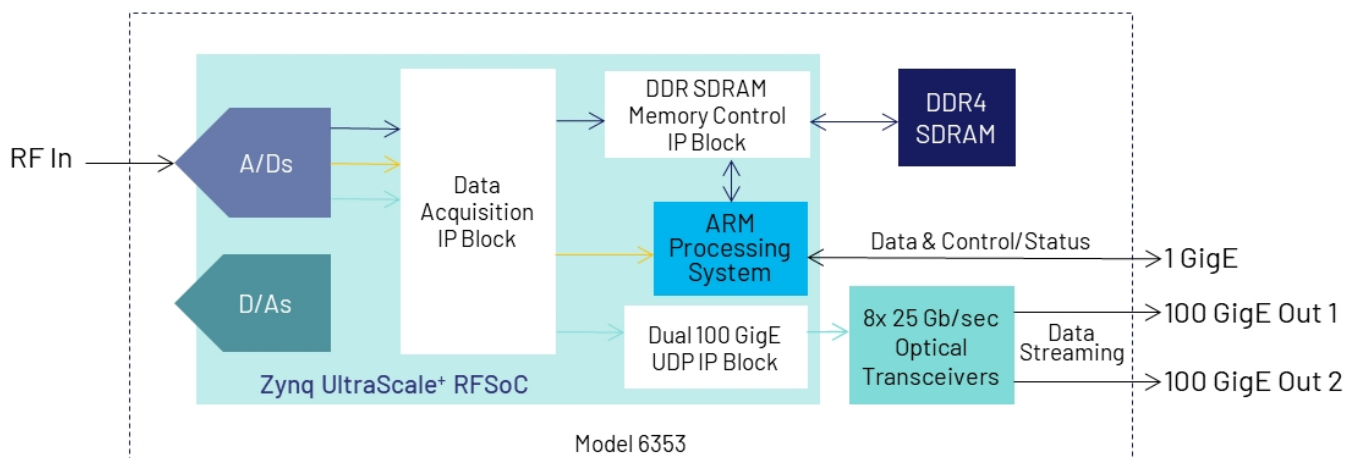 RF In
A/Ds
D/As
Data
Acquisition
IP Block
DDR SDRAM
Memory Control
IP Block
DDR4
SDRAM
ARM
Processing
System
Data & Control/Status
1 GigE
Dual 100 GigE
UDP IP Block
8x 25 Gb/sec
Optical
Transceivers
Data
Streaming
100 GigE Out 1
100 GigE Out 2
Zynq UltraScale⁺ RFSoC
Model 6353